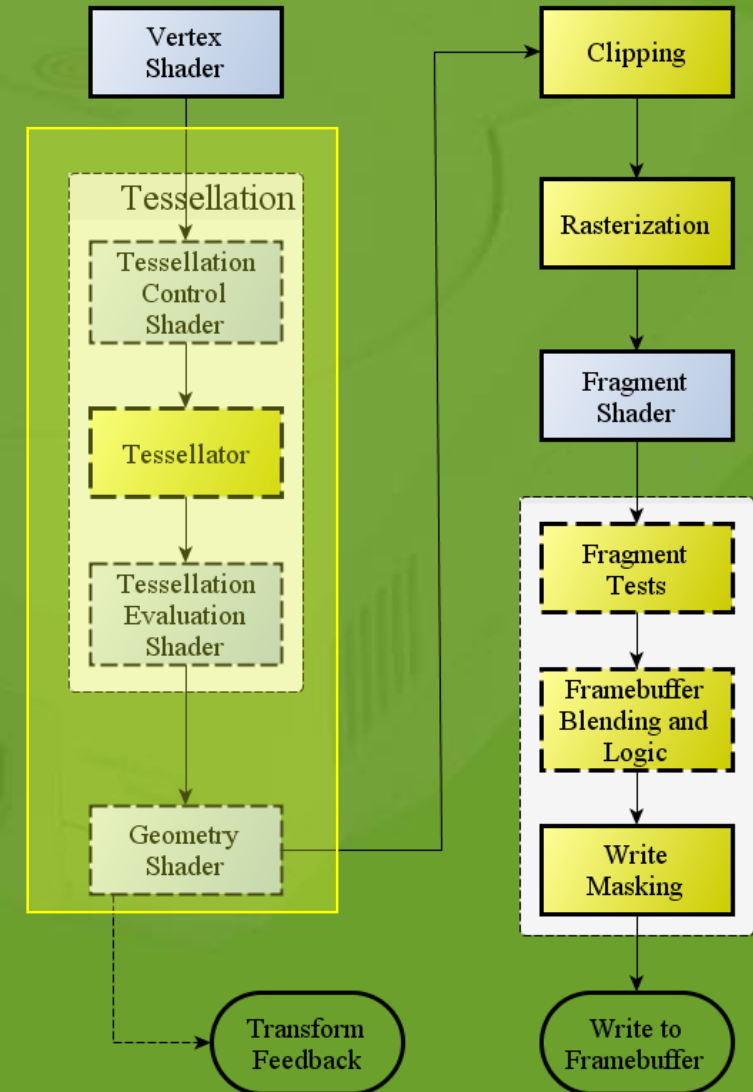 Vertex
Shader
Tessellation
Tessellation
Control
Shader
Tessellator
Tessellation
Evaluation
Shader
Geometry
Shader
Transform
Feedback
Clipping
Rasterization
Fragment
Shader
Fragment
Tests
Framebuffer
Blending and
Logic
Write
Masking
Write to
Framebuffer